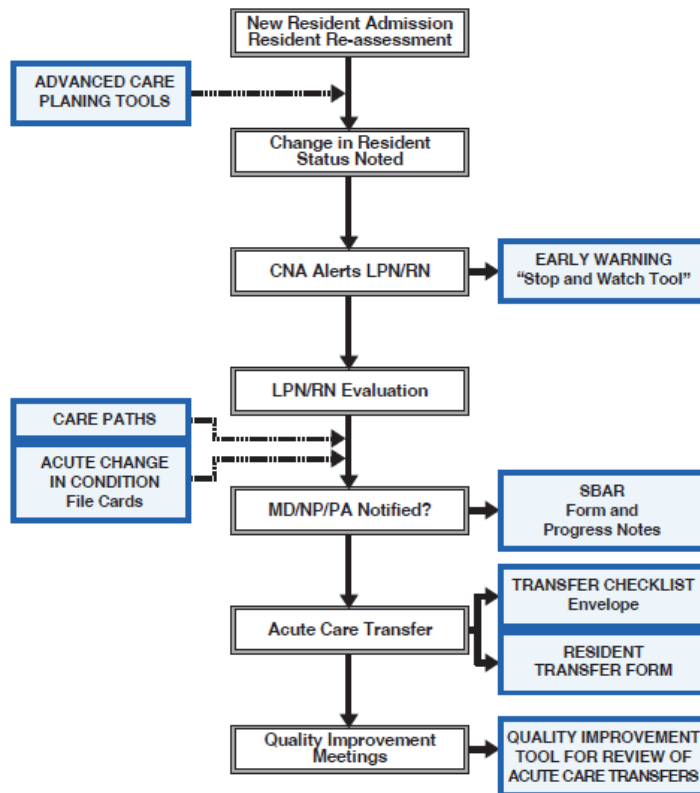 New Resident Admission
Resident Re-assessment
ADVANCED CARE
PLANING TOOLS
Change in Resident
Status Noted
CNA Alerts LPN/RN
EARLY WARNING
“Stop and Watch Tool”
LPN/RN Evaluation
CARE PATHS
ACUTE CHANGE
IN CONDITION
File Cards
MD/NP/PA Notified?
SBAR
Form and
Progress Notes
Acute Care Transfer
TRANSFER CHECKLIST
Envelope
RESIDENT
TRANSFER FORM
Quality Improvement
Meetings
QUALITY IMPROVEMENT
TOOL FOR REVIEW OF
ACUTE CARE TRANSFERS